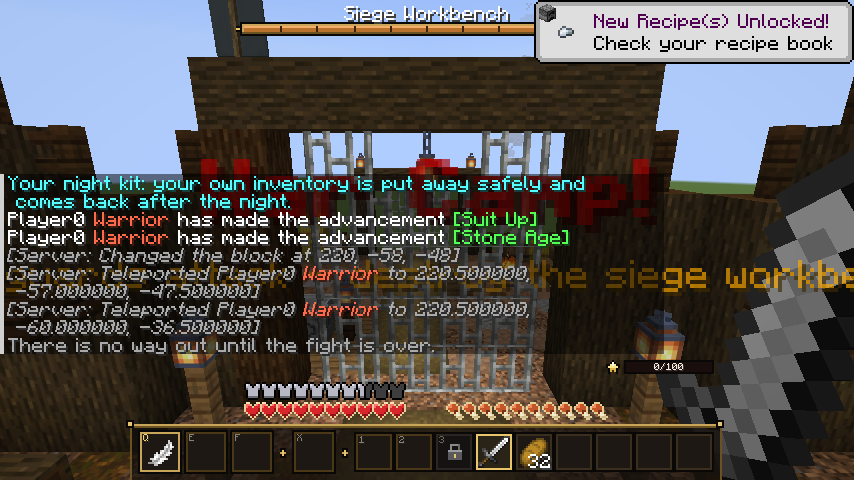 Siege Workbench
New Recipe(s) Unlocked!
Check your recipe book
Your night kit: your own inventory is put away safely and
comes back after the night.
Player0 Warrior has made the advancement [Suit Up]
Player0 Warrior has made the advancement [Stone Age]
[Server: Changed the block at 220, -58, -48]
[Server: Teleported Player0 Warrior to 220.500000,
-57.000000, -47.500000]
[Server: Teleported Player0 Warrior to 220.500000,
-60.000000, -36.500000]
There is no way out until the fight is over.
the siege workbe
0/100
Q E F X 1 2 3
32